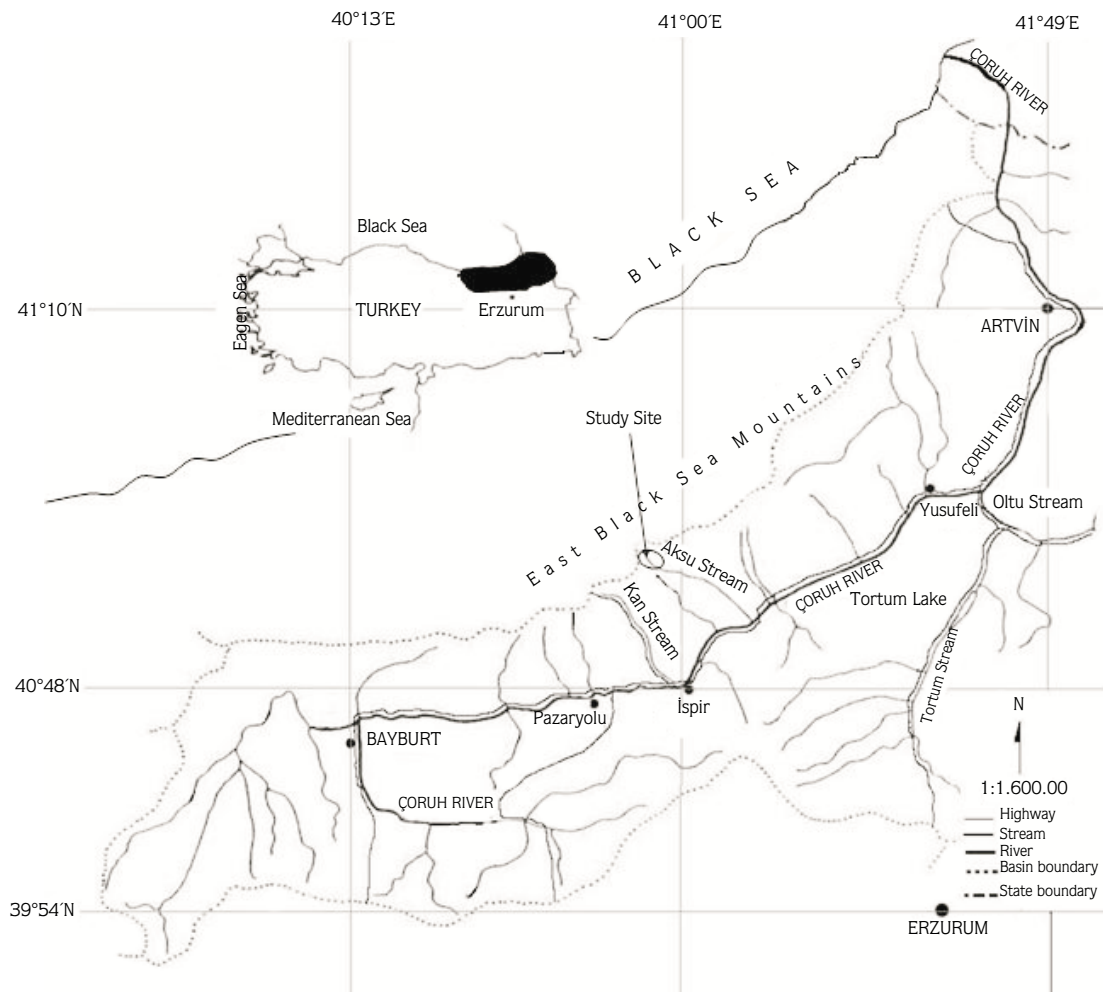 40°13´E
41°00´E
41°49´E
ÇORUH RIVER
BLACK SEA
Black Sea
Eagen Sea
41°10´N
TURKEY
Erzurum
ARTVİN
Mediterranean Sea
Study Site
East Black Sea Mountains
ÇORUH RIVER
Yusufeli
Oltu Stream
Aksu Stream
Kan Stream
ÇORUH RIVER
Tortum Lake
Tortum Stream
40°48´N
Pazaryolu
İspir
N
BAYBURT
1:1.600.00
ÇORUH RIVER
Highway
Stream
River
Basin boundary
State boundary
39°54´N
ERZURUM